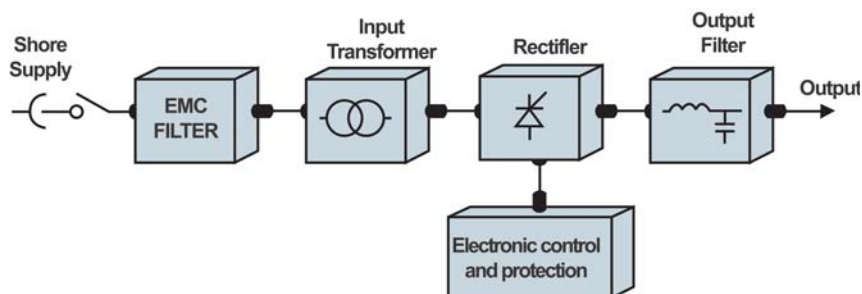 Shore
Supply
EMC
FILTER
Input
Transformer
Rectifler
Output
Filter
Output
Electronic control
and protection